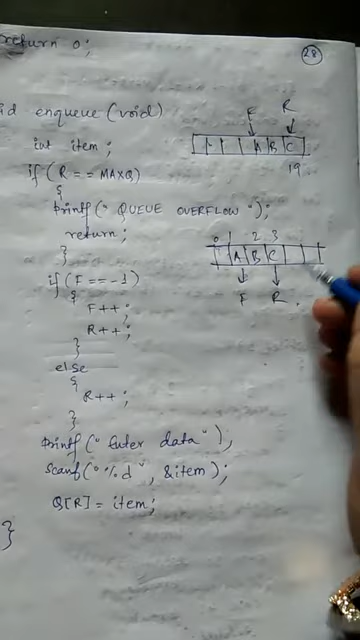 return 0;
28
id enqueue (void)
int item;
if (R == MAXQ)
{
printf(" QUEUE OVERFLOW ");
return;
}
if (F == -1)
{
F++;
R++;
}
else
{
R++;
}
printf(" Enter data ");
scanf("%d", &item);
Q[R] = item;
}
F R
A B C
19
0 1 2 3
A B C
F R